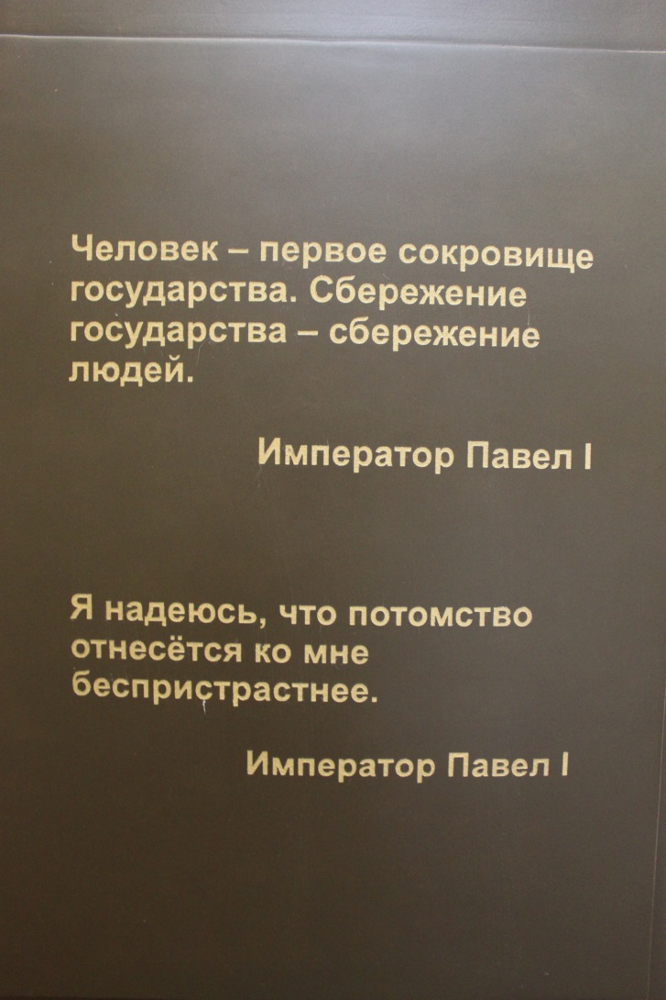 Человек – первое сокровище
государства. Сбережение
государства – сбережение
людей.
Император Павел I
Я надеюсь, что потомство
отнесётся ко мне
беспристрастнее.
Император Павел I